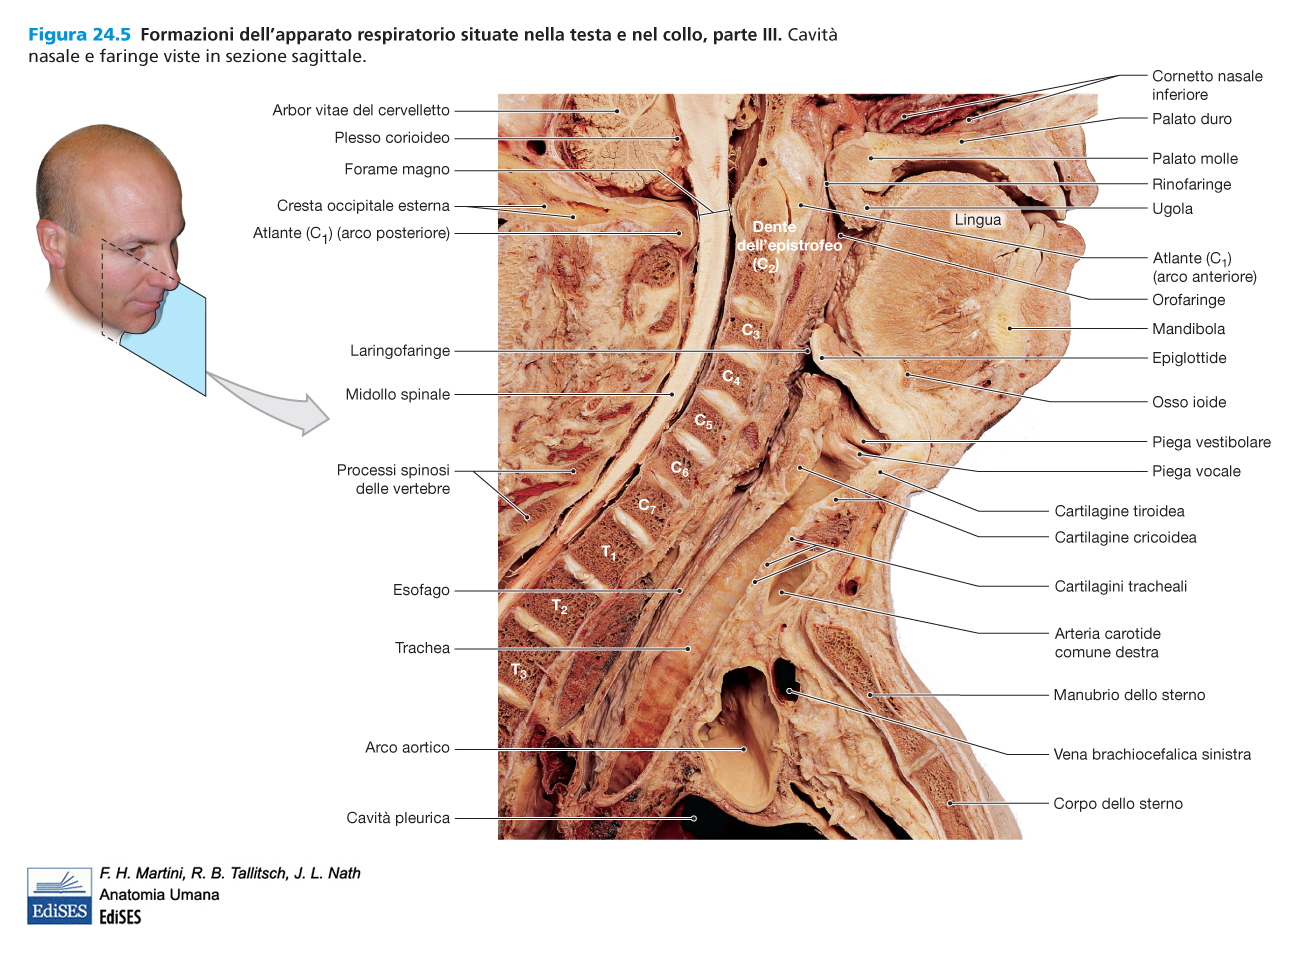 Figura 24.5 Formazioni dell'apparato respiratorio situate nella testa e nel collo, parte III. Cavità
nasale e faringe viste in sezione sagittale.
Arbor vitae del cervelletto
Plesso corioideo
Forame magno
Cresta occipitale esterna
Atlante (C1) (arco posteriore)
Laringofaringe
Midollo spinale
Processi spinosi
delle vertebre
Esofago
Trachea
Arco aortico
Cavità pleurica
Lingua
Dente
dell'epistrofeo
(C2)
C3
C4
C5
C6
C7
T1
T2
T3
Cornetto nasale
inferiore
Palato duro
Palato molle
Rinofaringe
Ugola
Atlante (C1)
(arco anteriore)
Orofaringe
Mandibola
Epiglottide
Osso ioide
Piega vestibolare
Piega vocale
Cartilagine tiroidea
Cartilagine cricoidea
Cartilagini tracheali
Arteria carotide
comune destra
Manubrio dello sterno
Vena brachiocefalica sinistra
Corpo dello sterno
EdiSES
F. H. Martini, R. B. Tallitsch, J. L. Nath
Anatomia Umana
EdiSES